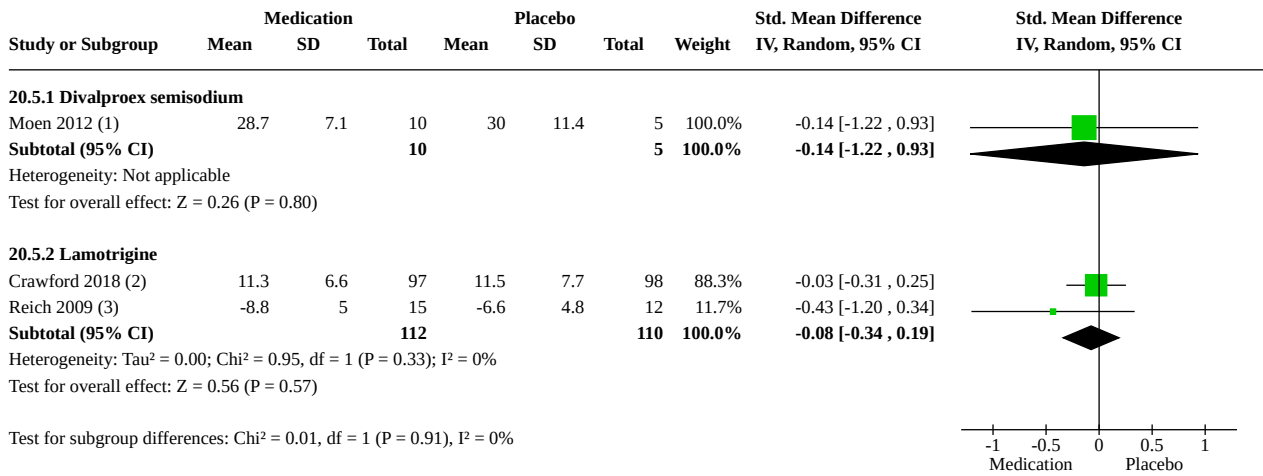 Medication Placebo Std. Mean Difference Std. Mean Difference
Study or Subgroup Mean SD Total Mean SD Total Weight IV, Random, 95% CI IV, Random, 95% CI
20.5.1 Divalproex semisodium
Moen 2012 (1) 28.7 7.1 10 30 11.4 5 100.0% -0.14 [-1.22 , 0.93]
Subtotal (95% CI) 10 5 100.0% -0.14 [-1.22 , 0.93]
Heterogeneity: Not applicable
Test for overall effect: Z = 0.26 (P = 0.80)
20.5.2 Lamotrigine
Crawford 2018 (2) 11.3 6.6 97 11.5 7.7 98 88.3% -0.03 [-0.31 , 0.25]
Reich 2009 (3) -8.8 5 15 -6.6 4.8 12 11.7% -0.43 [-1.20 , 0.34]
Subtotal (95% CI) 112 110 100.0% -0.08 [-0.34 , 0.19]
Heterogeneity: Tau² = 0.00; Chi² = 0.95, df = 1 (P = 0.33); I² = 0%
Test for overall effect: Z = 0.56 (P = 0.57)
Test for subgroup differences: Chi² = 0.01, df = 1 (P = 0.91), I² = 0%
-1 -0.5 0 0.5 1
Medication Placebo